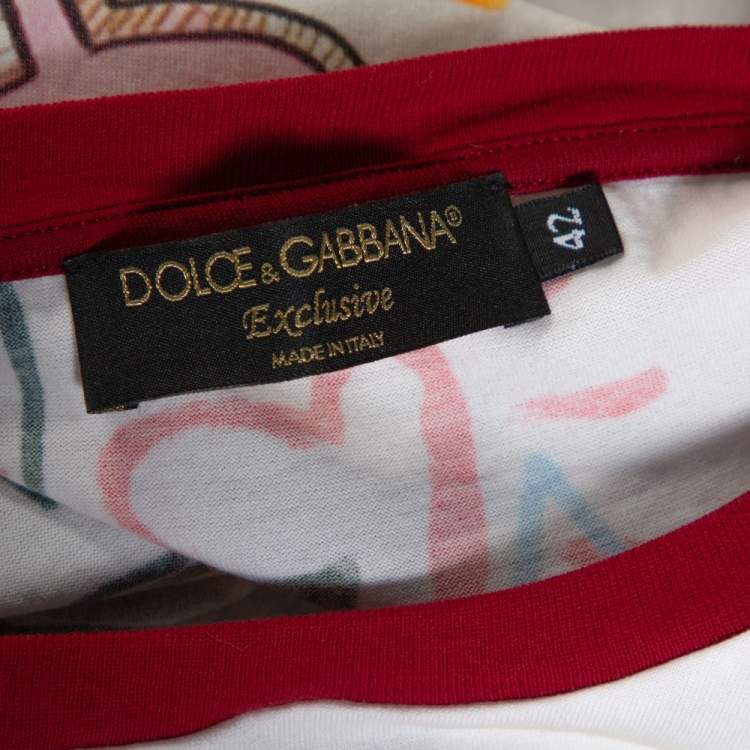 DOLCE & GABBANA®
Exclusive
MADE IN ITALY
42